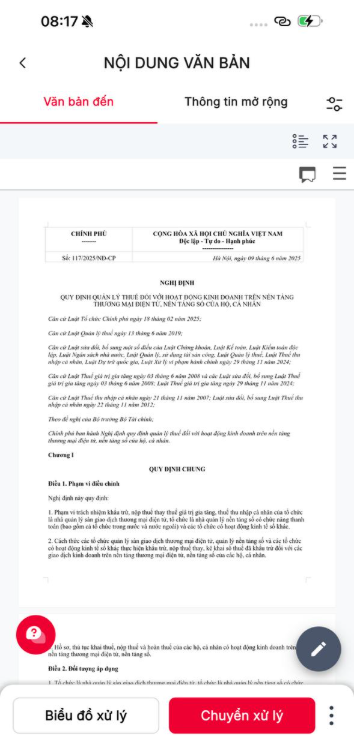 08:17
NỘI DUNG VĂN BẢN
Văn bản đến
Thông tin mở rộng
CHÍNH PHỦ
CỘNG HÒA XÃ HỘI CHỦ NGHĨA VIỆT NAM
Độc lập - Tự do - Hạnh phúc
Số: 117/2025/NĐ-CP
Hà Nội, ngày 09 tháng 6 năm 2025
NGHỊ ĐỊNH
QUY ĐỊNH QUẢN LÝ THUẾ ĐỐI VỚI HOẠT ĐỘNG KINH DOANH TRÊN NỀN TẢNG
THƯƠNG MẠI ĐIỆN TỬ, NỀN TẢNG SỐ CỦA HỘ, CÁ NHÂN
Căn cứ Luật Tổ chức Chính phủ ngày 18 tháng 02 năm 2025;
Căn cứ Luật Quản lý thuế ngày 13 tháng 6 năm 2019;
Căn cứ Luật sửa đổi, bổ sung một số điều của Luật Chứng khoán, Luật Kế toán, Luật Kiểm toán độc
lập, Luật Ngân sách nhà nước, Luật Quản lý, sử dụng tài sản công, Luật Quản lý thuế, Luật Thuế thu
nhập cá nhân, Luật Dự trữ quốc gia, Luật Xử lý vi phạm hành chính ngày 29 tháng 11 năm 2024;
Căn cứ Luật Thuế giá trị gia tăng ngày 03 tháng 6 năm 2008 và các Luật sửa đổi, bổ sung Luật Thuế
giá trị gia tăng ngày 03 tháng 6 năm 2008; Luật Thuế giá trị gia tăng ngày 29 tháng 11 năm 2024;
Căn cứ Luật Thuế thu nhập cá nhân ngày 21 tháng 11 năm 2007; Luật sửa đổi, bổ sung Luật Thuế thu
nhập cá nhân ngày 22 tháng 11 năm 2012;
Theo đề nghị của Bộ trưởng Bộ Tài chính;
Chính phủ ban hành Nghị định quy định quản lý thuế đối với hoạt động kinh doanh trên nền tảng
thương mại điện tử, nền tảng số của hộ, cá nhân.
Chương I
QUY ĐỊNH CHUNG
Điều 1. Phạm vi điều chỉnh
Nghị định này quy định:
1. Phạm vi trách nhiệm khấu trừ, nộp thuế thay thuế giá trị gia tăng, thuế thu nhập cá nhân của tổ chức
là nhà quản lý sàn giao dịch thương mại điện tử, tổ chức là nhà quản lý nền tảng số có chức năng thanh
toán (bao gồm cả tổ chức trong nước và nước ngoài) và các tổ chức có hoạt động kinh tế số khác.
2. Cách thức các tổ chức quản lý sàn giao dịch thương mại điện tử, quản lý nền tảng số và các tổ chức
có hoạt động kinh tế số khác thực hiện khấu trừ, nộp thuế thay, kê khai số thuế đã khấu trừ đối với các
giao dịch kinh doanh trên nền tảng thương mại điện tử, nền tảng số của các hộ, cá nhân.
Hồ sơ, thủ tục khai thuế, nộp thuế và hoàn thuế của các hộ, cá nhân có hoạt động kinh doanh trên
nền tảng thương mại điện tử, nền tảng số.
Điều 2. Đối tượng áp dụng
Biểu đồ xử lý
Chuyển xử lý